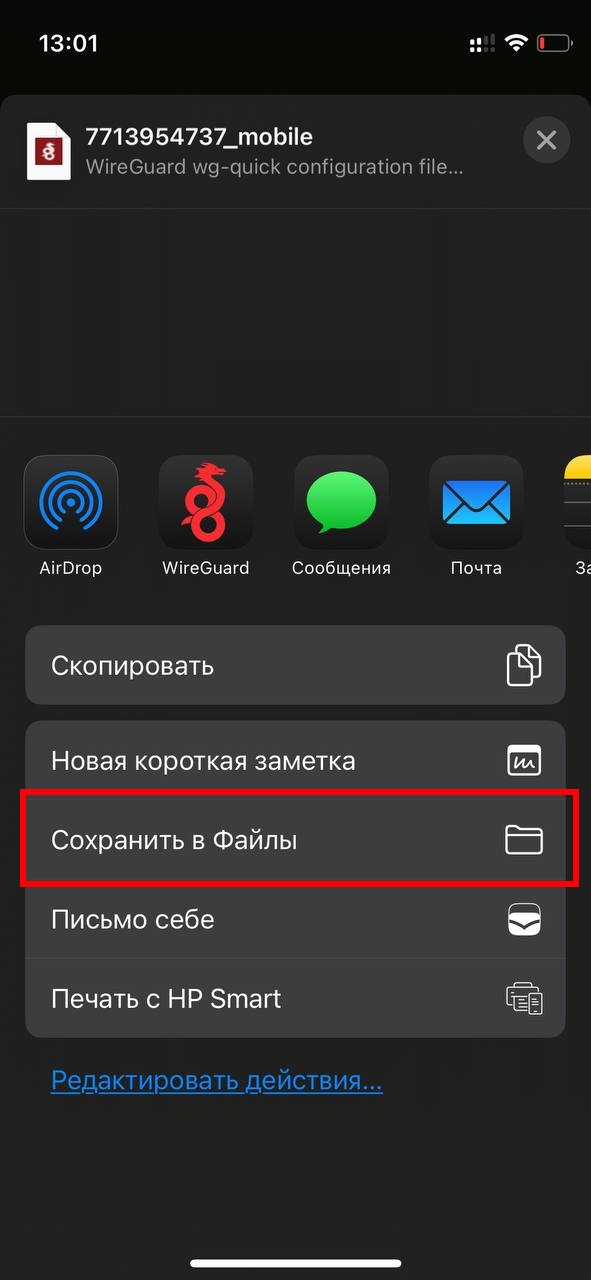 13:01
7713954737_mobile
WireGuard wg-quick configuration file...
AirDrop
WireGuard
Сообщения
Почта
За
Скопировать
Новая короткая заметка
Сохранить в Файлы
Письмо себе
Печать с HP Smart
Редактировать действия...